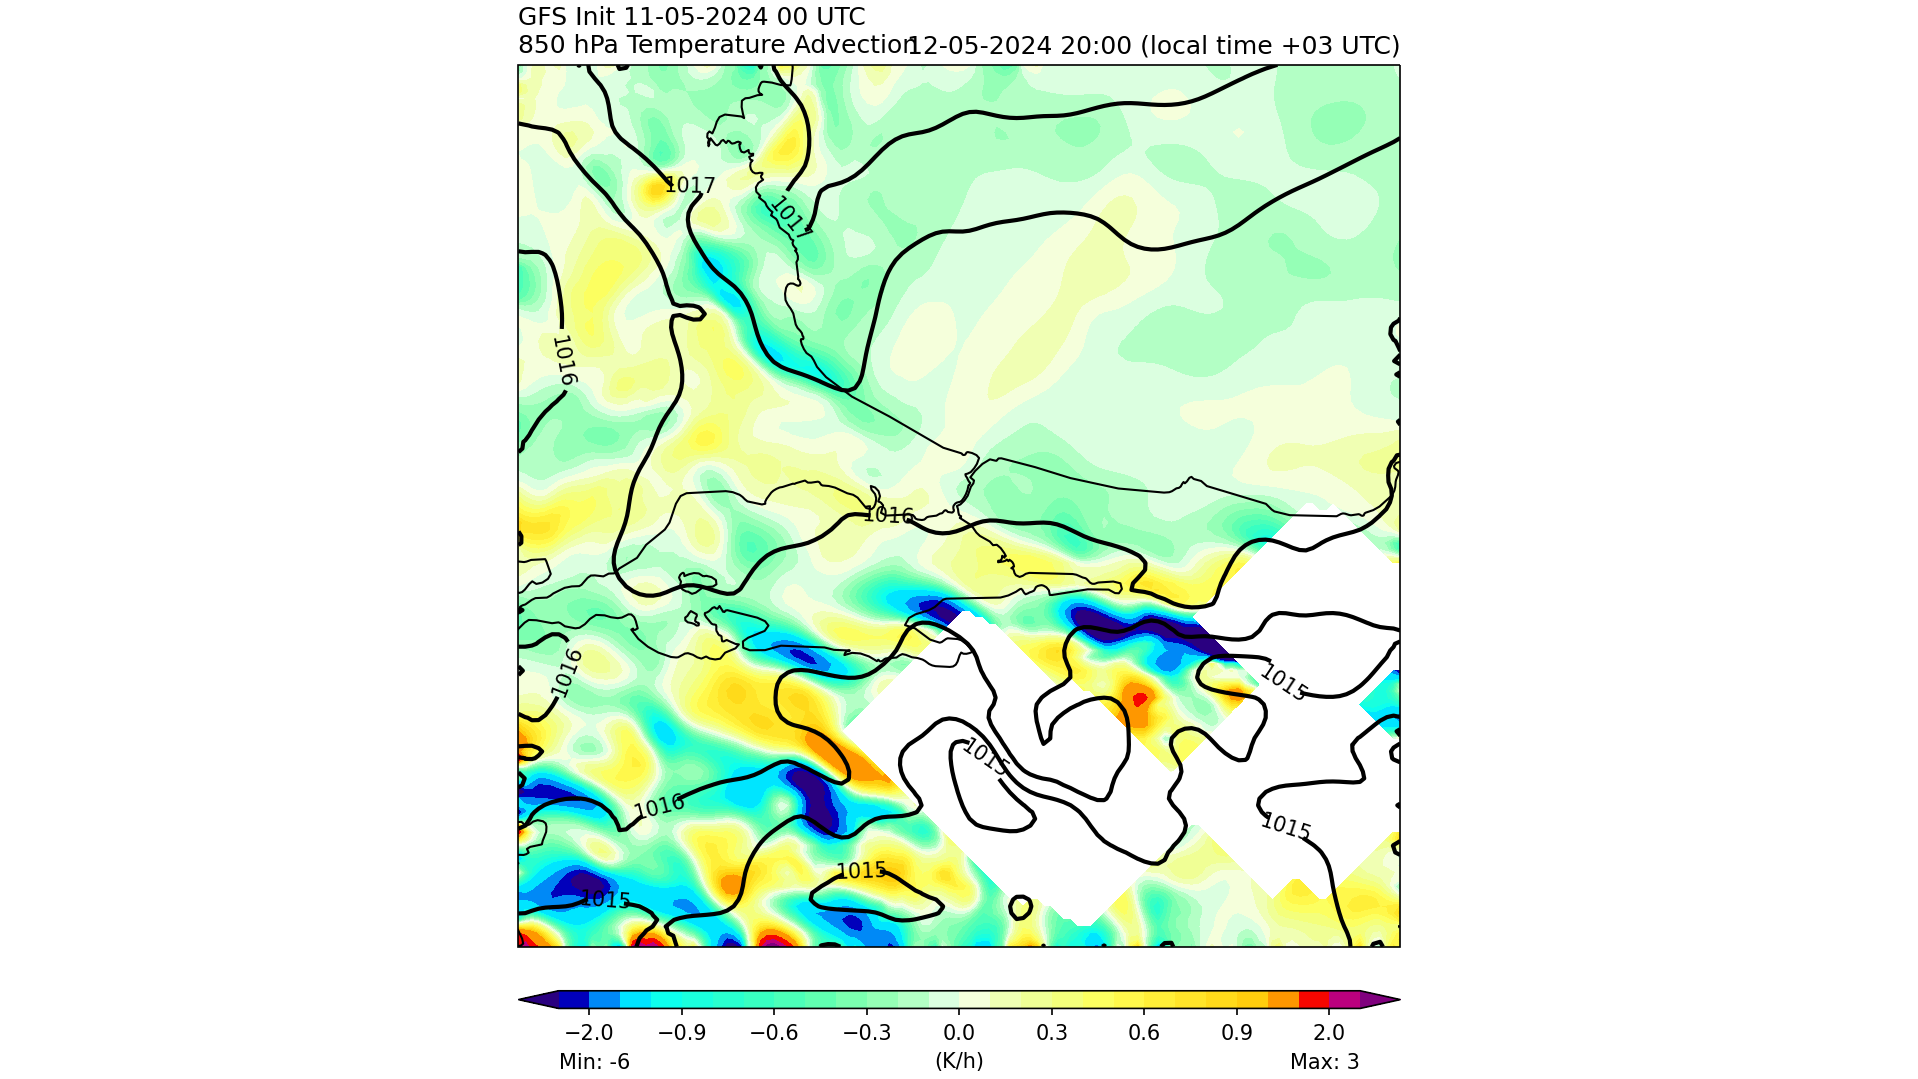 GFS Init 11-05-2024 00 UTC
850 hPa Temperature Advection
12-05-2024 20:00 (local time +03 UTC)
1017
1017
1016
1016
1016
1015
1015
1016
1015
1015
1015
−2.0 −0.9 −0.6 −0.3 0.0 0.3 0.6 0.9 2.0
Min: -6 (K/h) Max: 3